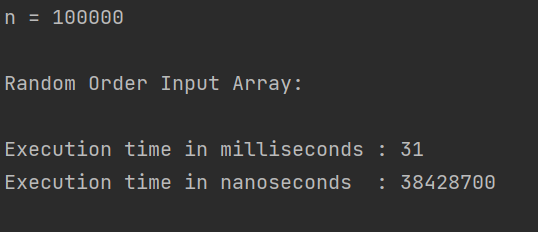 n = 100000
Random Order Input Array:
Execution time in milliseconds : 31
Execution time in nanoseconds  : 38428700